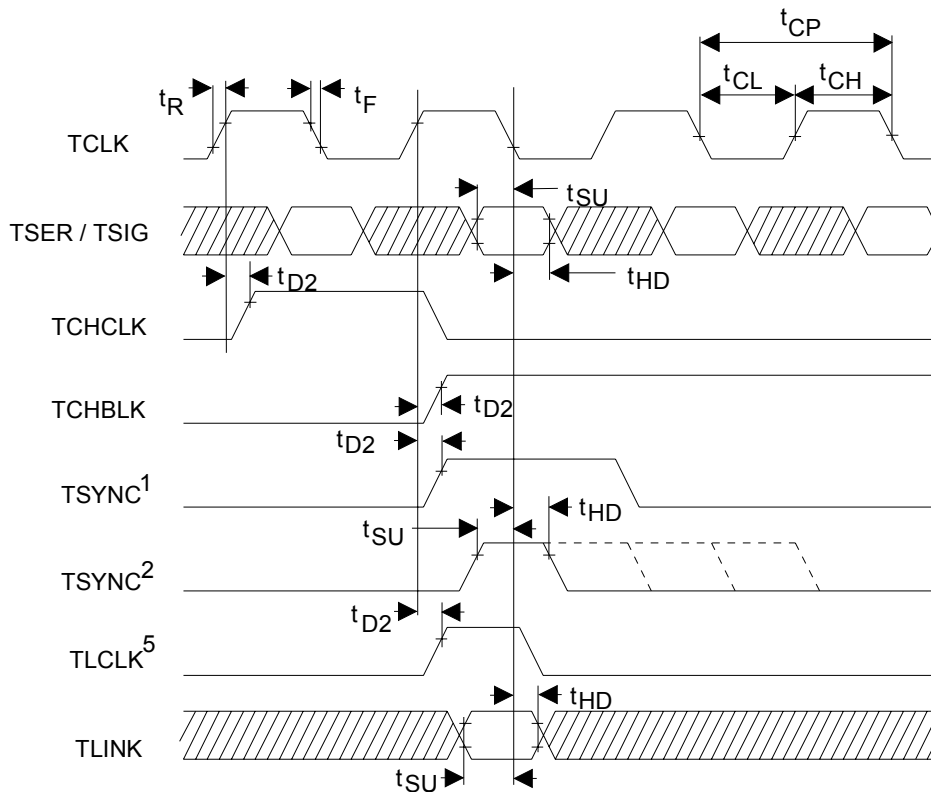 tCP
tCL
tCH
tR
tF
TCLK
tSU
TSER / TSIG
tHD
tD2
TCHCLK
TCHBLK
tD2
tD2
TSYNC1
tHD
tSU
TSYNC2
tD2
TLCLK5
tHD
TLINK
tSU